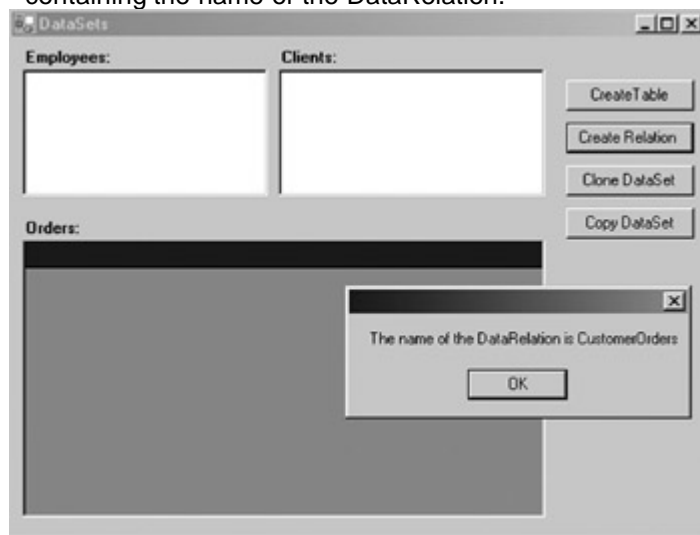 containing the name of the DataRelation.
DataSets
Employees:
Clients:
CreateTable
Create Relation
Clone DataSet
Copy DataSet
Orders:
The name of the DataRelation is CustomerOrders
OK